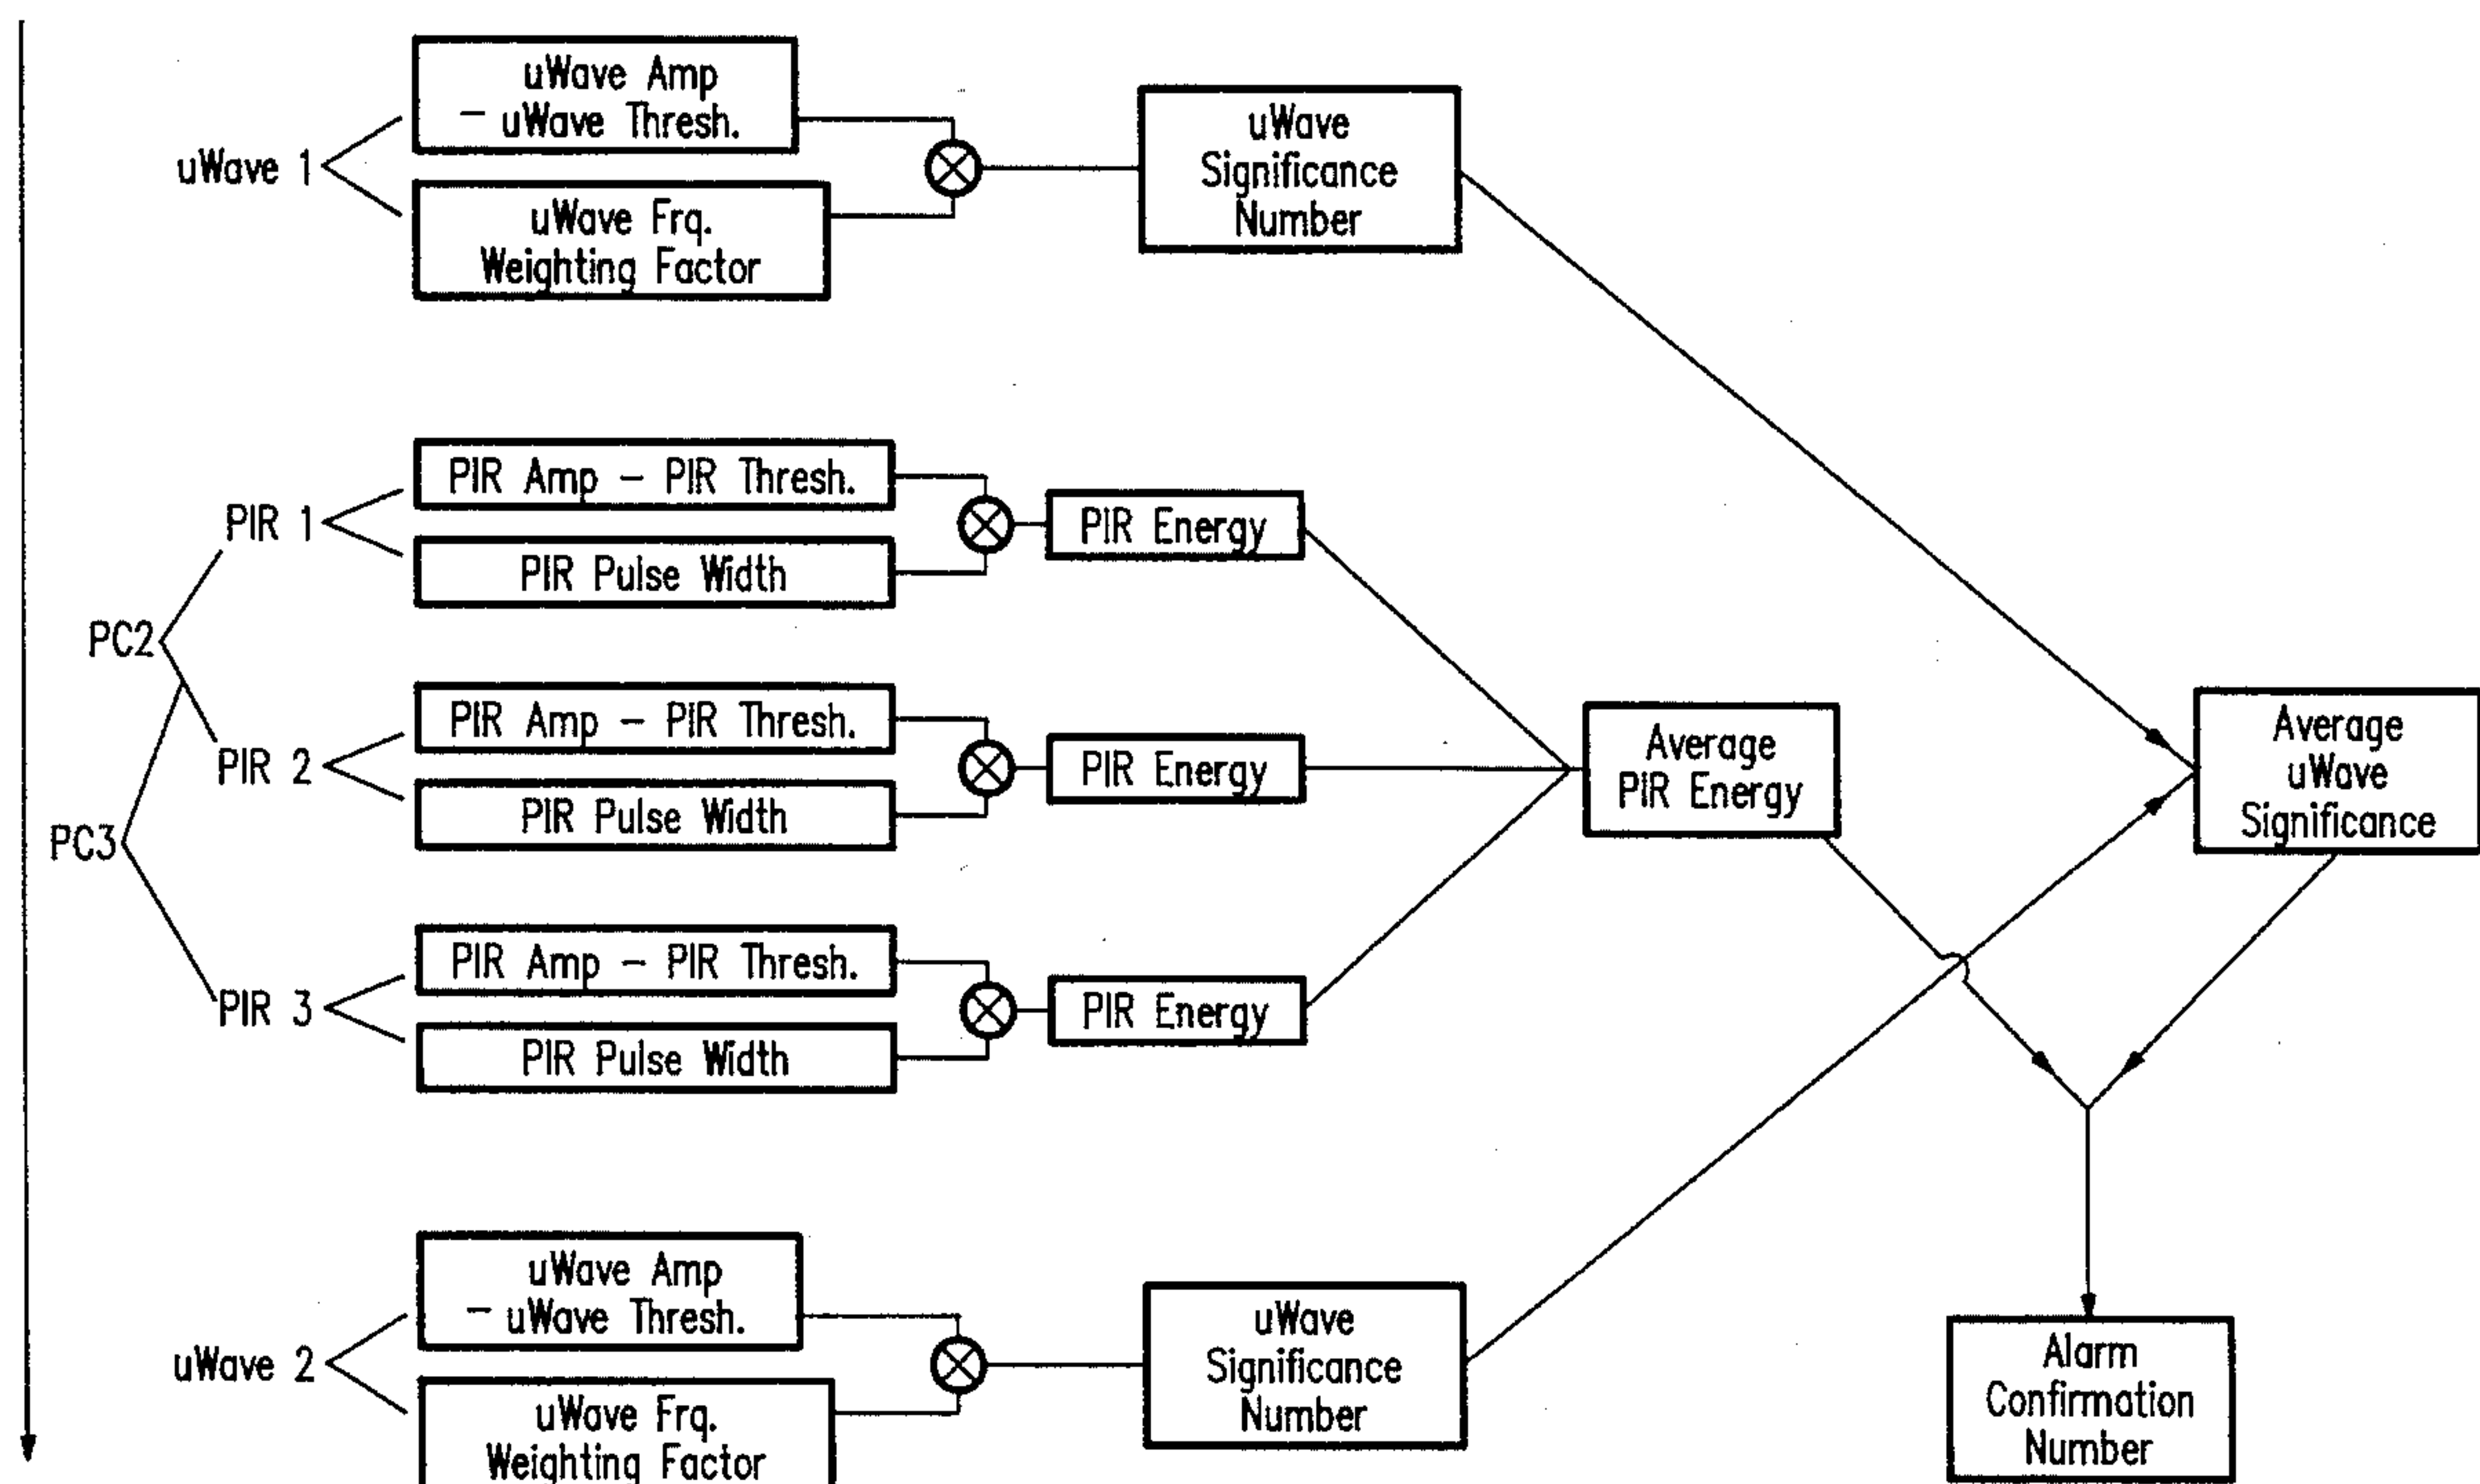 uWave Amp
- uWave Thresh.
uWave 1
uWave Frq.
Weighting Factor
uWave
Significance
Number
PIR Amp - PIR Thresh.
PIR 1
PIR Pulse Width
PIR Energy
PC2
PIR Amp - PIR Thresh.
PIR 2
PIR Pulse Width
PIR Energy
Average
PIR Energy
Average
uWave
Significance
PC3
PIR Amp - PIR Thresh.
PIR 3
PIR Pulse Width
PIR Energy
uWave Amp
- uWave Thresh.
uWave 2
uWave Frq.
Weighting Factor
uWave
Significance
Number
Alarm
Confirmation
Number